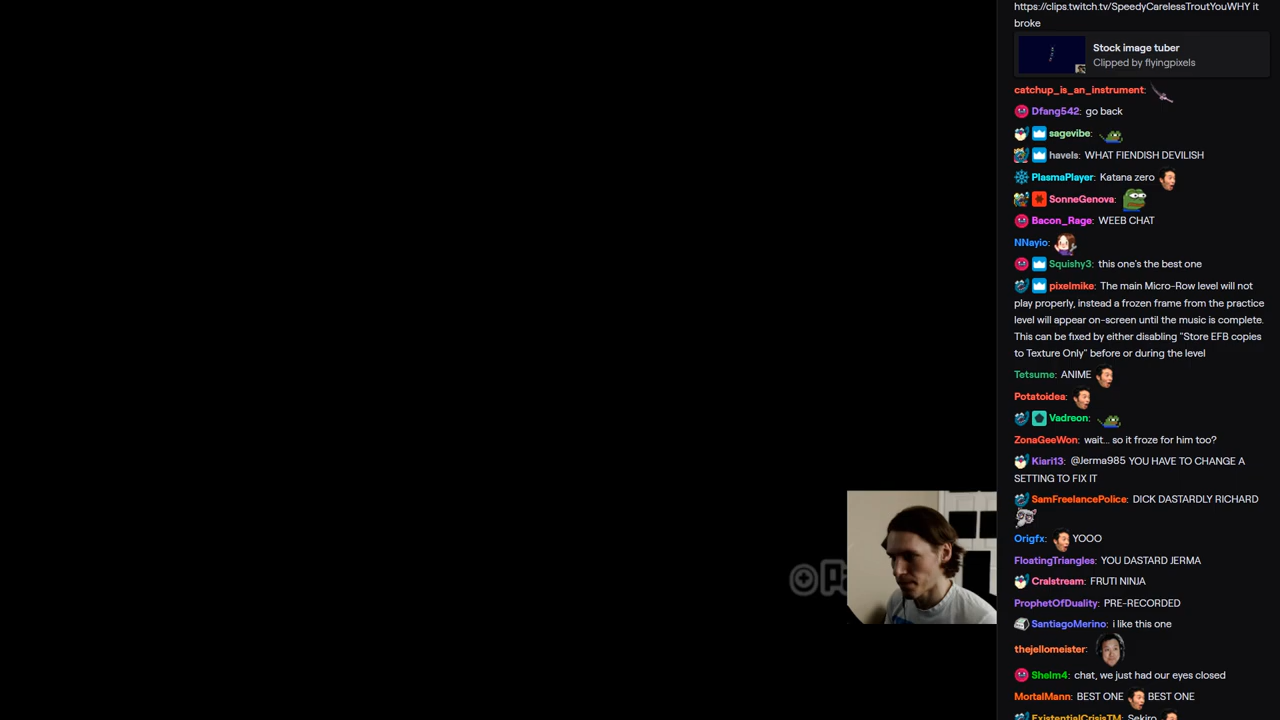 https://clips.twitch.tv/SpeedyCarelessTroutYouWHY it
broke
Stock image tuber
Clipped by flyingpixels
catchup_is_an_instrument:
Dfang542: go back
sagevibe:
havels: WHAT FIENDISH DEVILISH
PlasmaPlayer: Katana zero
SonneGenova:
Bacon_Rage: WEEB CHAT
NNayio:
Squishy3: this one's the best one
pixelmike: The main Micro-Row level will not
play properly, instead a frozen frame from the practice
level will appear on-screen until the music is complete.
This can be fixed by either disabling "Store EFB copies
to Texture Only" before or during the level
Tetsume: ANIME
Potatoidea:
Vadreon:
ZonaGeeWon: wait... so it froze for him too?
Kiari13: @Jerma985 YOU HAVE TO CHANGE A
SETTING TO FIX IT
SamFreelancePolice: DICK DASTARDLY RICHARD
Origfx: YOOO
FloatingTriangles: YOU DASTARD JERMA
Cralstream: FRUTI NINJA
ProphetOfDuality: PRE-RECORDED
SantiagoMerino: i like this one
thejellomeister:
Shelm4: chat, we just had our eyes closed
MortalMann: BEST ONE BEST ONE
ExistentialCrisisTM: Sekiro